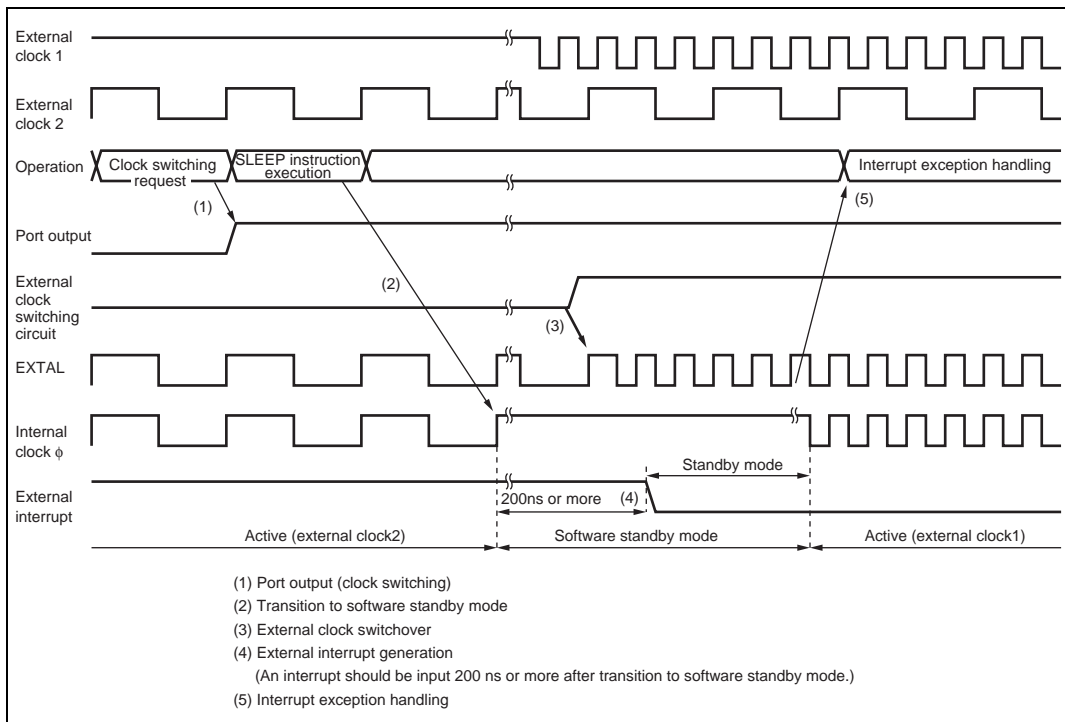 External
clock 1
External
clock 2
Operation
Clock switching
request
SLEEP instruction
execution
Interrupt exception handling
(1)
(5)
Port output
External
clock
switching
circuit
(2)
(3)
EXTAL
Internal
clock ϕ
Standby mode
External
interrupt
200ns or more
(4)
Active (external clock2)
Software standby mode
Active (external clock1)
(1) Port output (clock switching)
(2) Transition to software standby mode
(3) External clock switchover
(4) External interrupt generation
(An interrupt should be input 200 ns or more after transition to software standby mode.)
(5) Interrupt exception handling